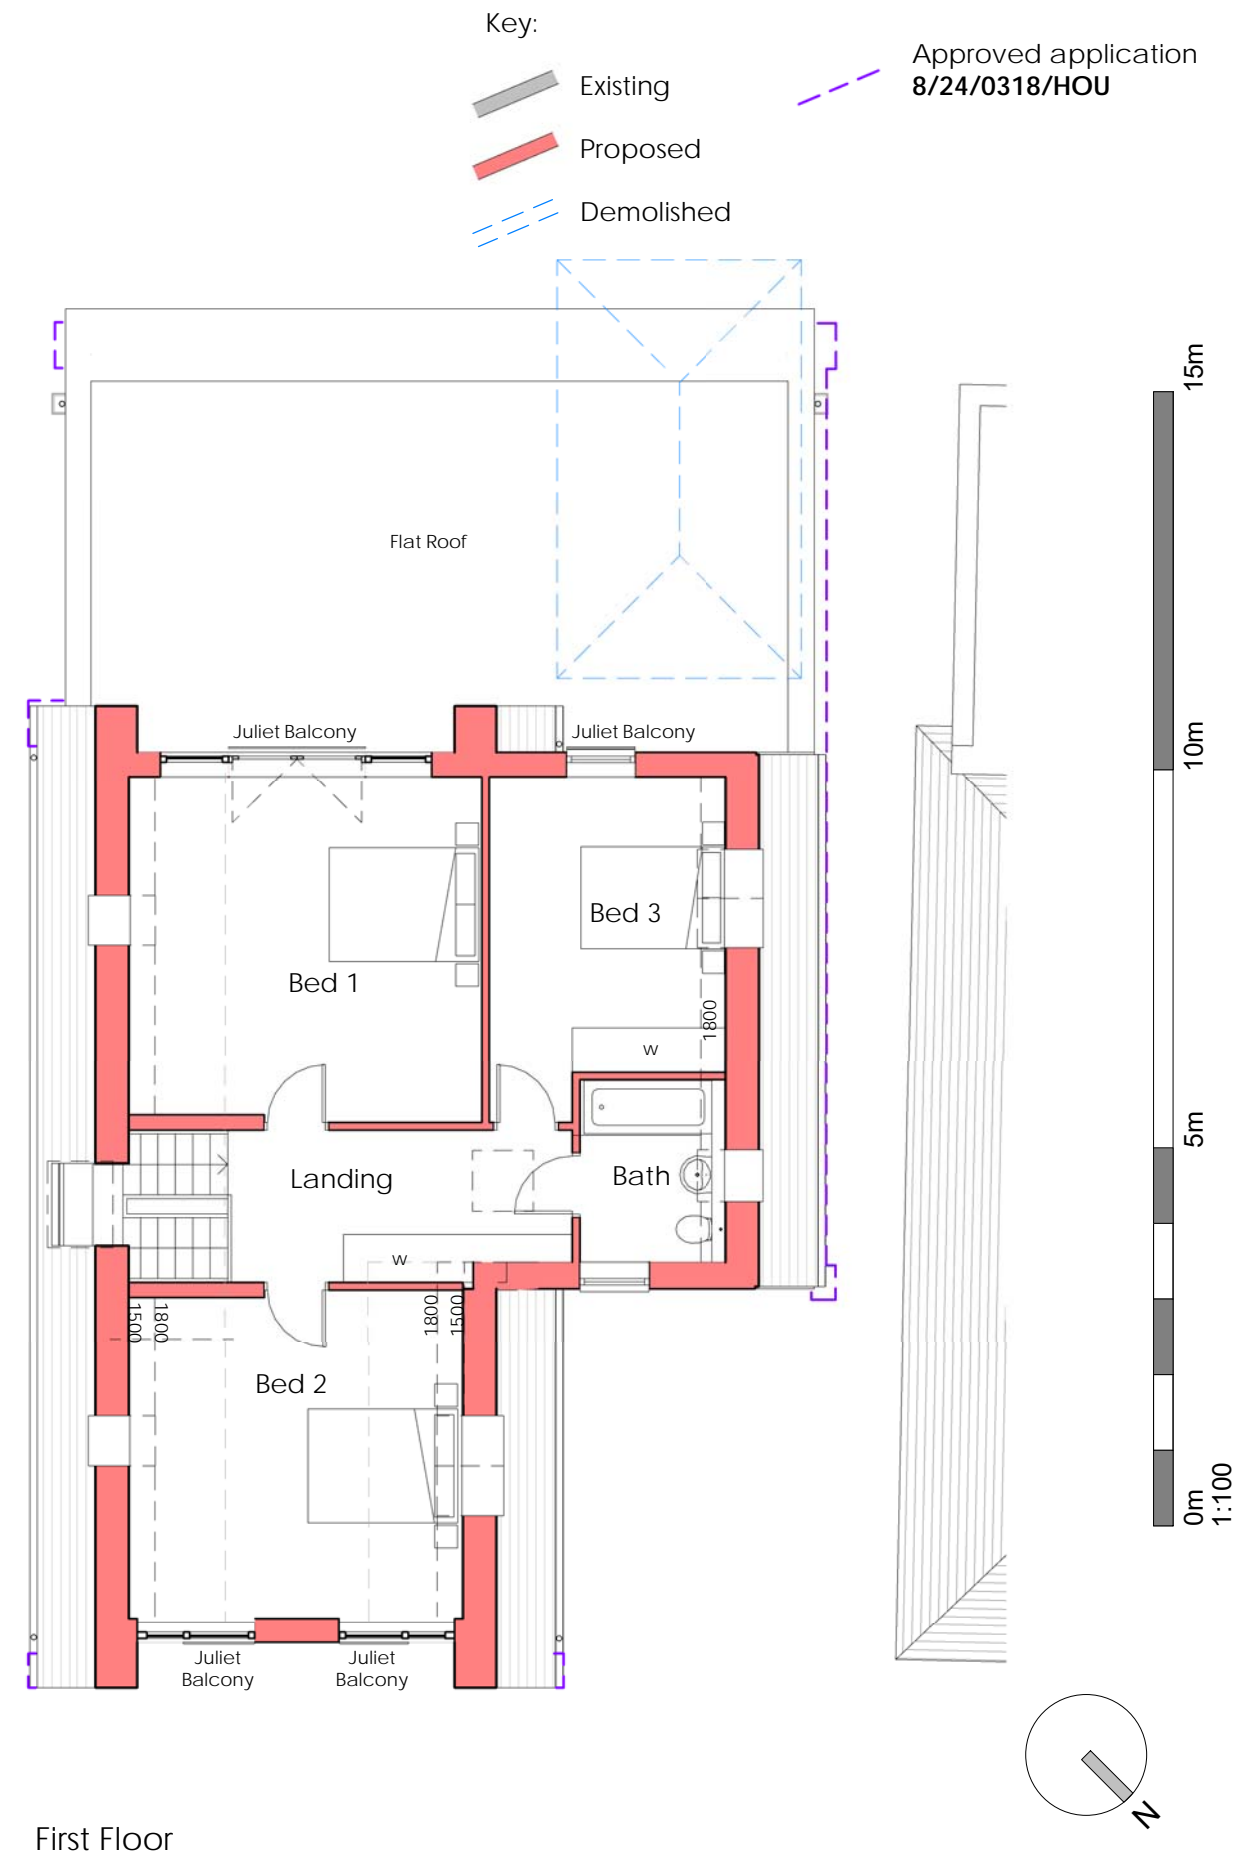 Key:
Existing
Proposed
Demolished
Approved application
8/24/0318/HOU
15m
10m
5m
0m
1:100
Flat Roof
Juliet Balcony
Juliet Balcony
Bed 3
Bed 1
1800
w
Landing
Bath
w
1500
1800
1800
1500
Bed 2
Juliet
Balcony
Juliet
Balcony
N
First Floor